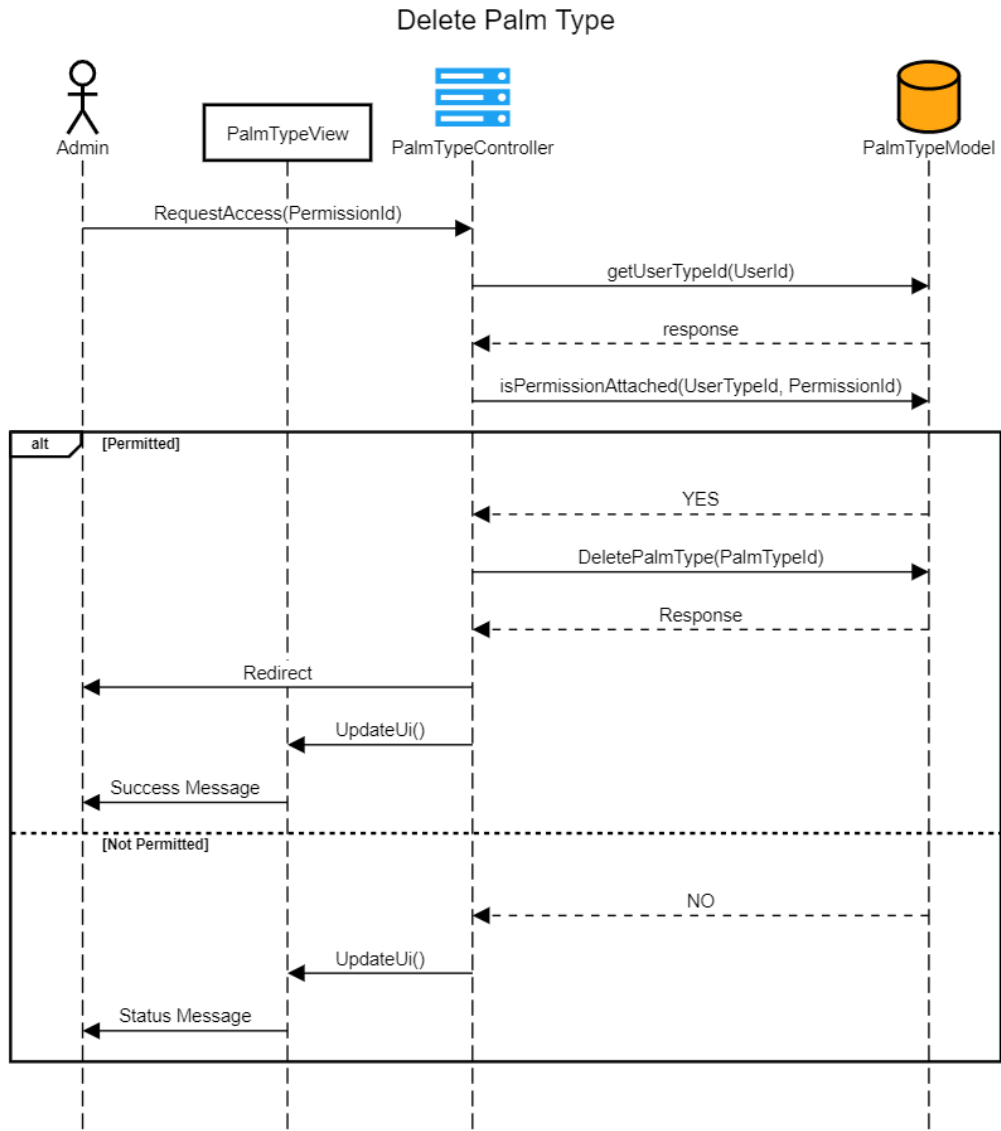 Delete Palm Type
Admin
PalmTypeView
PalmTypeController
PalmTypeModel
RequestAccess(PermissionId)
getUserTypeId(UserId)
response
isPermissionAttached(UserTypeId, PermissionId)
alt
[Permitted]
YES
DeletePalmType(PalmTypeId)
Response
Redirect
UpdateUi()
Success Message
[Not Permitted]
NO
UpdateUi()
Status Message